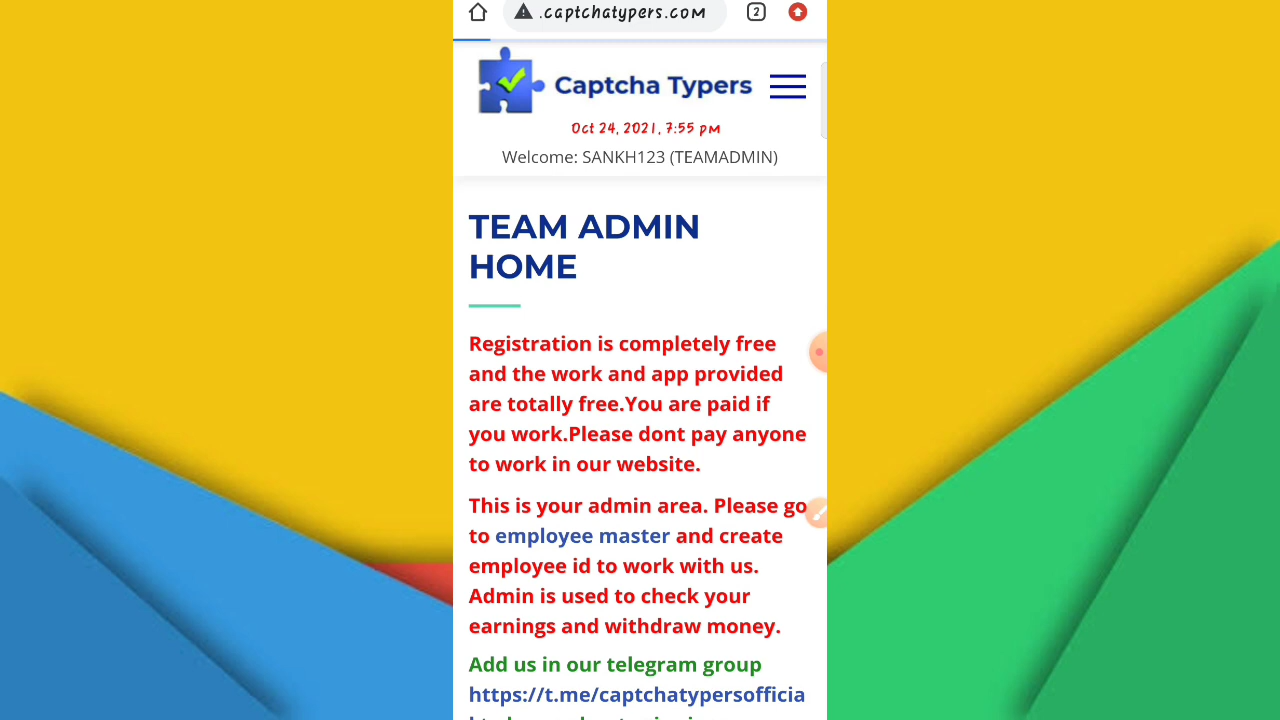 .captchatypers.com
2
Captcha Typers
Oct 24, 2021, 7:55 pm
Welcome: SANKH123 (TEAMADMIN)
TEAM ADMIN
HOME
Registration is completely free
and the work and app provided
are totally free.You are paid if
you work.Please dont pay anyone
to work in our website.
This is your admin area. Please go
to employee master and create
employee id to work with us.
Admin is used to check your
earnings and withdraw money.
Add us in our telegram group
https://t.me/captchatypersofficia